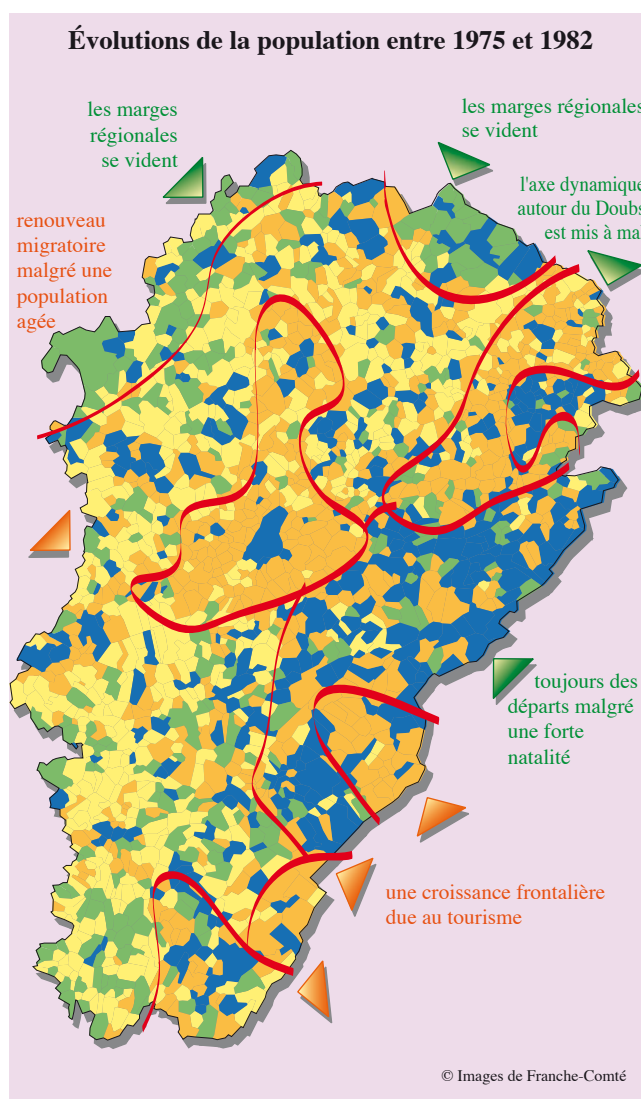 Évolutions de la population entre 1975 et 1982
les marges
régionales
se vident
les marges régionales
se vident
l'axe dynamique
autour du Doubs
est mis à mal
renouveau
migratoire
malgré une
population
agée
toujours des
départs malgré
une forte
natalité
une croissance frontalière
due au tourisme
© Images de Franche-Comté